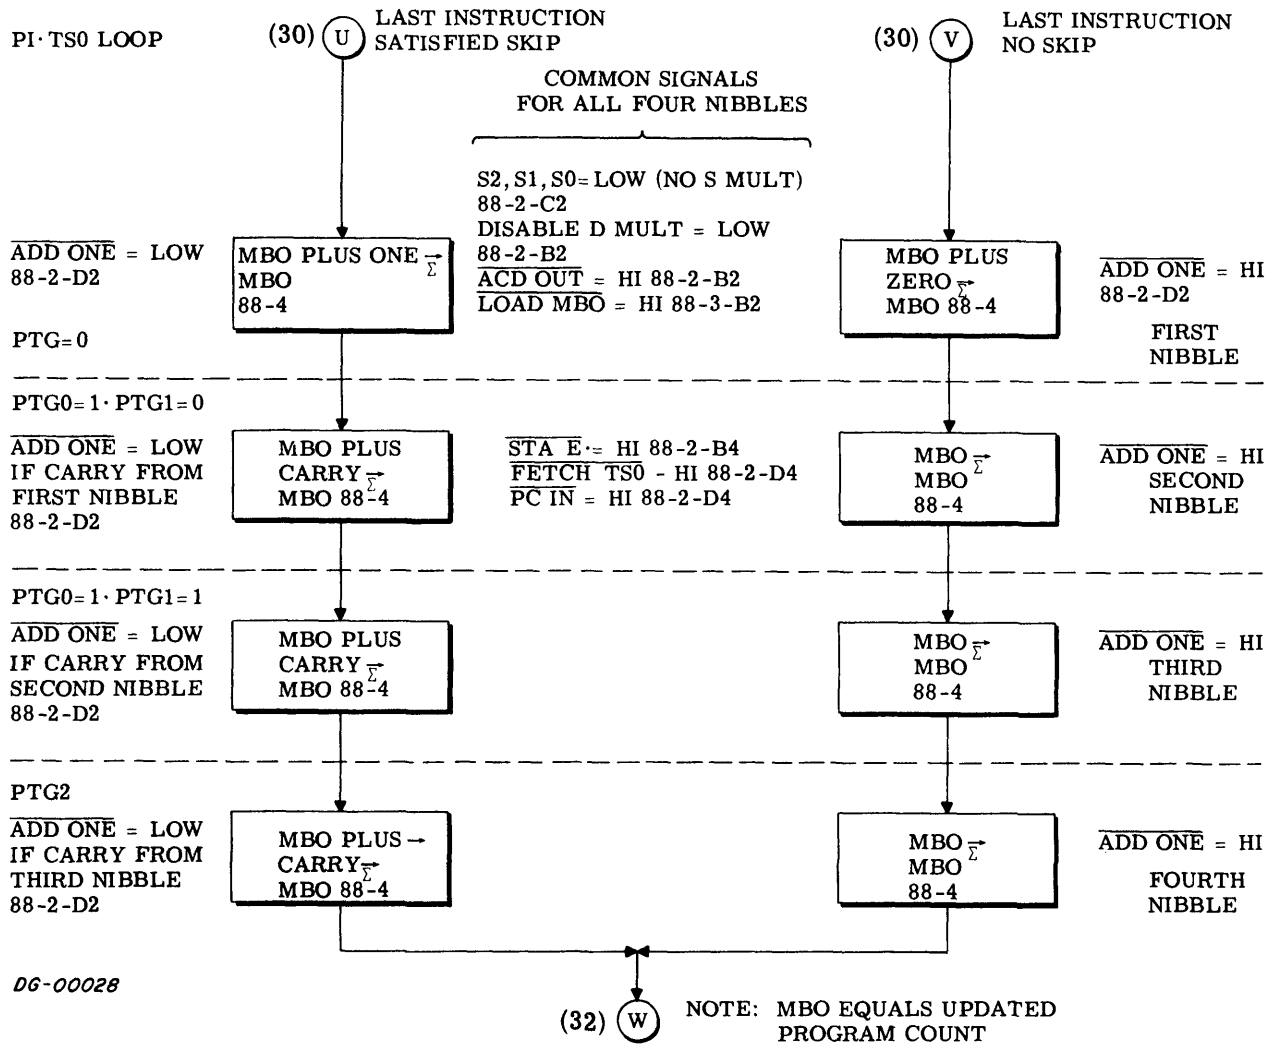 PI·TS0 LOOP
(30) U LAST INSTRUCTION
SATISFIED SKIP
(30) V LAST INSTRUCTION
NO SKIP
COMMON SIGNALS
FOR ALL FOUR NIBBLES
S2, S1, S0= LOW (NO S MULT)
88-2-C2
DISABLE D MULT = LOW
88-2-B2
ACD OUT = HI 88-2-B2
LOAD MBO = HI 88-3-B2
ADD ONE = LOW
88-2-D2
PTG=0
MBO PLUS ONE →Σ
MBO
88-4
MBO PLUS
ZERO →Σ
MBO 88-4
ADD ONE = HI
88-2-D2
FIRST
NIBBLE
PTG0=1·PTG1=0
ADD ONE = LOW
IF CARRY FROM
FIRST NIBBLE
88-2-D2
MBO PLUS
CARRY →Σ
MBO 88-4
STA E·= HI 88-2-B4
FETCH TS0 - HI 88-2-D4
PC IN = HI 88-2-D4
MBO →Σ
MBO
88-4
ADD ONE = HI
SECOND
NIBBLE
PTG0=1·PTG1=1
ADD ONE = LOW
IF CARRY FROM
SECOND NIBBLE
88-2-D2
MBO PLUS
CARRY →Σ
MBO 88-4
MBO →Σ
MBO
88-4
ADD ONE = HI
THIRD
NIBBLE
PTG2
ADD ONE = LOW
IF CARRY FROM
THIRD NIBBLE
88-2-D2
MBO PLUS →
CARRY →Σ
MBO 88-4
MBO →Σ
MBO
88-4
ADD ONE = HI
FOURTH
NIBBLE
DG-00028
(32) W NOTE: MBO EQUALS UPDATED
PROGRAM COUNT